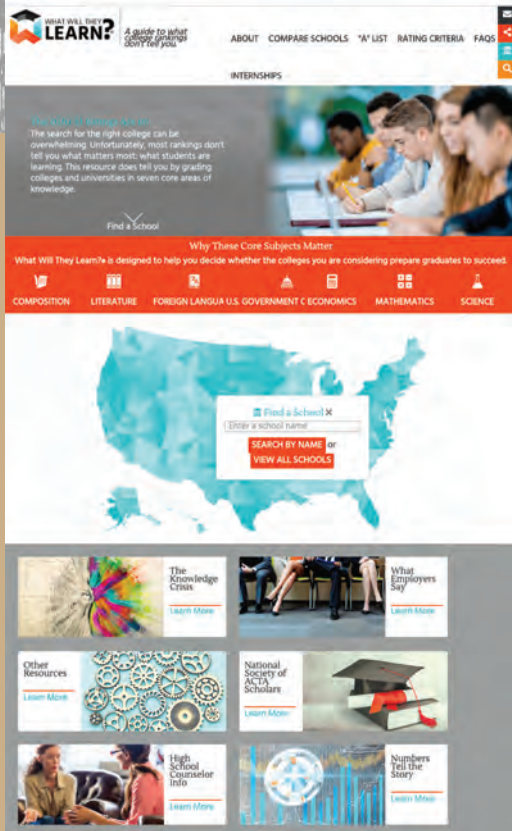 WHAT WILL THEY
LEARN?
A guide to what
college rankings
don't tell you.
ABOUT COMPARE SCHOOLS "A" LIST RATING CRITERIA FAQS
INTERNSHIPS
The search for the right college can be
overwhelming. Unfortunately, most rankings don't
tell you what matters most: what students are
learning. This resource does tell you by grading
colleges and universities in seven core areas of
knowledge.
Find a School
Why These Core Subjects Matter
What Will They Learn?® is designed to help you decide whether the colleges you are considering prepare graduates to succeed.
COMPOSITION LITERATURE FOREIGN LANGUA U.S. GOVERNMENT C ECONOMICS MATHEMATICS SCIENCE
Find a School ×
Enter a school name
SEARCH BY NAME or
VIEW ALL SCHOOLS
The
Knowledge
Crisis
Learn More
What
Employers
Say
Learn More
Other
Resources
Learn More
National
Society of
ACTA
Scholars
Learn More
High
School
Counselor
Info
Learn More
Numbers
Tell the
Story
Learn More